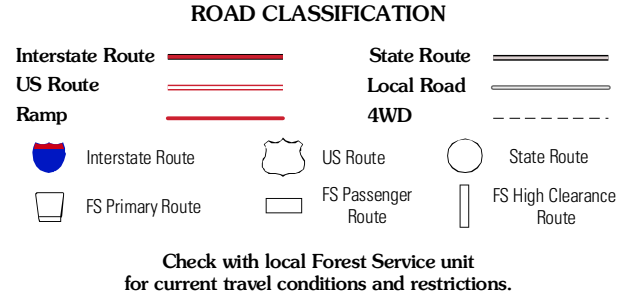 ROAD CLASSIFICATION
Interstate Route
State Route
US Route
Local Road
Ramp
4WD
Interstate Route
US Route
State Route
FS Primary Route
FS Passenger
Route
FS High Clearance
Route
Check with local Forest Service unit
for current travel conditions and restrictions.